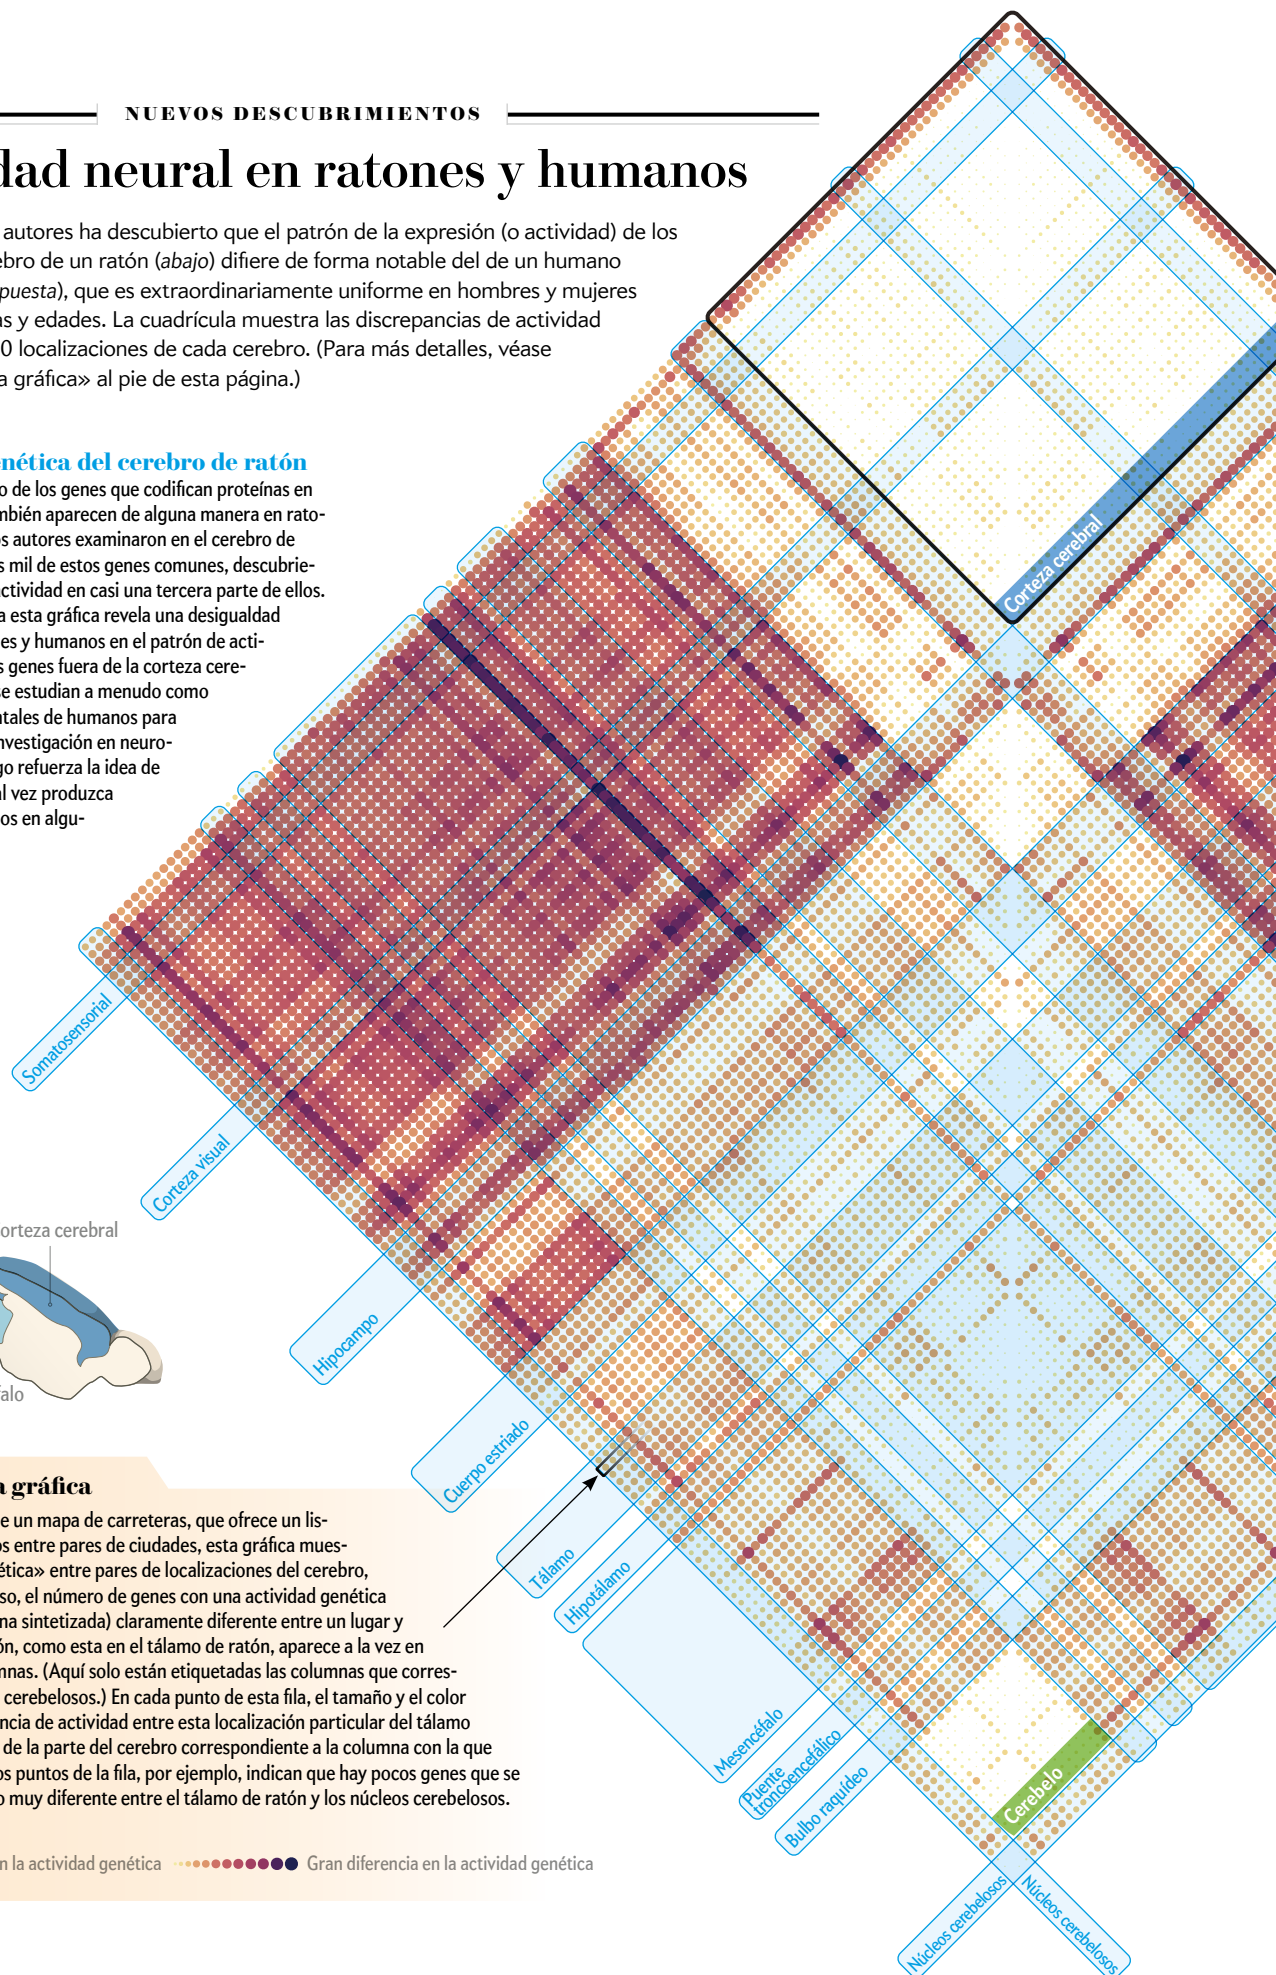 NUEVOS DESCUBRIMIENTOS
dad neural en ratones y humanos
autores ha descubierto que el patrón de la expresión (o actividad) de los
ebro de un ratón (abajo) difiere de forma notable del de un humano
puesta), que es extraordinariamente uniforme en hombres y mujeres
as y edades. La cuadrícula muestra las discrepancias de actividad
0 localizaciones de cada cerebro. (Para más detalles, véase
a gráfica» al pie de esta página.)
enética del cerebro de ratón
o de los genes que codifican proteínas en
mbién aparecen de alguna manera en rato-
os autores examinaron en el cerebro de
s mil de estos genes comunes, descubrie-
actividad en casi una tercera parte de ellos.
a esta gráfica revela una desigualdad
es y humanos en el patrón de acti-
s genes fuera de la corteza cere-
se estudian a menudo como
ntales de humanos para
nvestigación en neuro-
go refuerza la idea de
al vez produzca
os en algu-
Corteza cerebral
Somatosensorial
Corteza visual
Hipocampo
Cuerpo estriado
Tálamo
Hipotálamo
Mesencéfalo
Puente
troncoencefálico
Bulbo raquídeo
Núcleos cerebelosos
Núcleos cerebelosos
Cerebelo
orteza cerebral
falo
a gráfica
e un mapa de carreteras, que ofrece un lis-
os entre pares de ciudades, esta gráfica mues-
ética» entre pares de localizaciones del cerebro,
so, el número de genes con una actividad genética
na sintetizada) claramente diferente entre un lugar y
ón, como esta en el tálamo de ratón, aparece a la vez en
mnas. (Aquí solo están etiquetadas las columnas que corres-
cerebelosos.) En cada punto de esta fila, el tamaño y el color
ncia de actividad entre esta localización particular del tálamo
de la parte del cerebro correspondiente a la columna con la que
os puntos de la fila, por ejemplo, indican que hay pocos genes que se
o muy diferente entre el tálamo de ratón y los núcleos cerebelosos.
n la actividad genética
Gran diferencia en la actividad genética